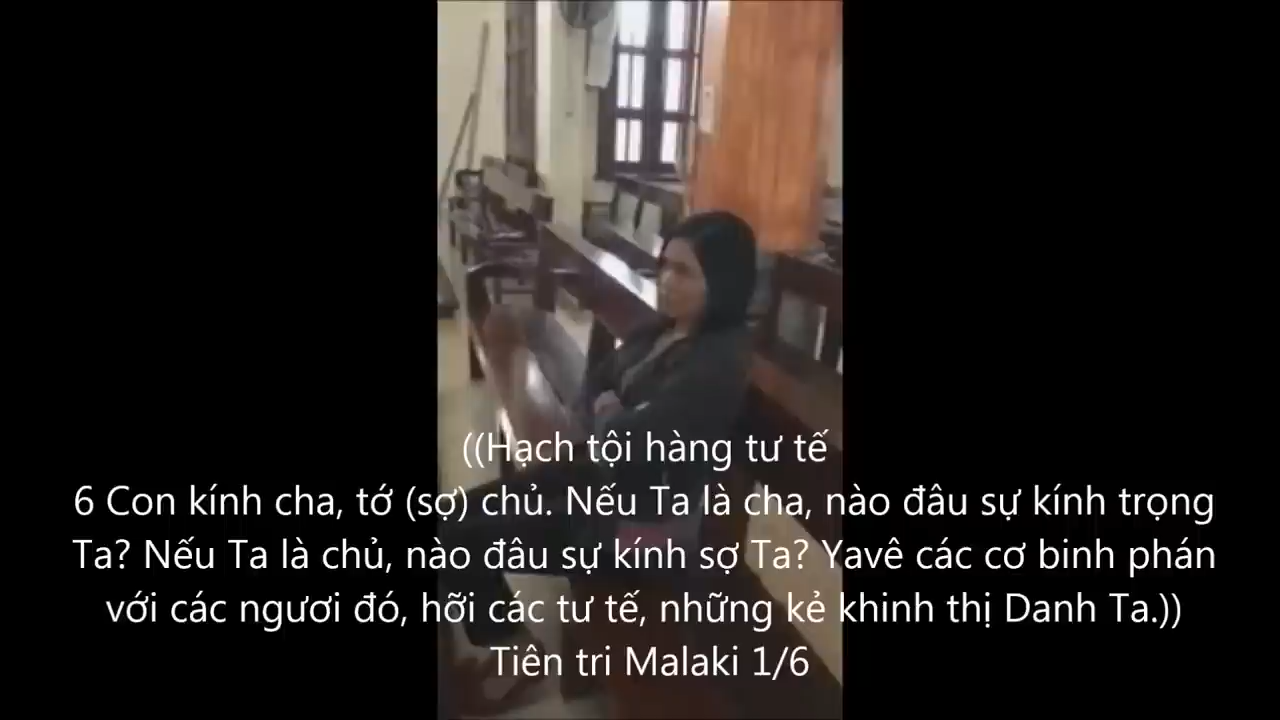 ((Hạch tội hàng tư tế
6 Con kính cha, tớ (sợ) chủ. Nếu Ta là cha, nào đâu sự kính trọng
Ta? Nếu Ta là chủ, nào đâu sự kính sợ Ta? Yavê các cơ binh phán
với các ngươi đó, hỡi các tư tế, những kẻ khinh thị Danh Ta.))
Tiên tri Malaki 1/6